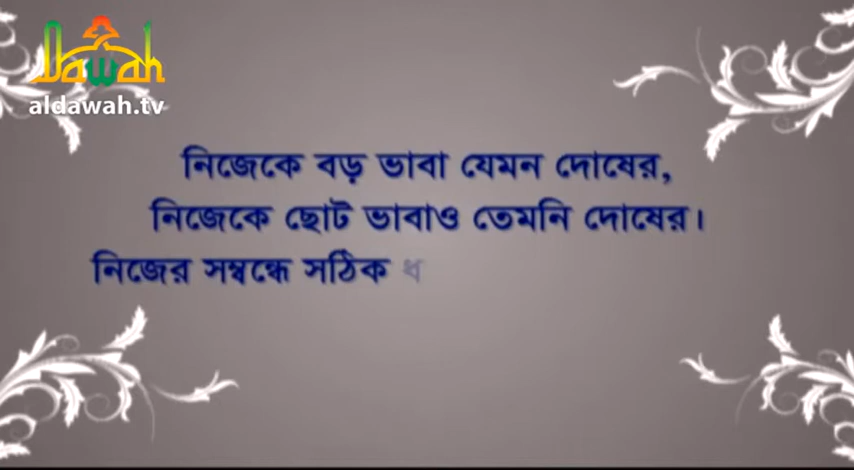 Dawah
aldawah.tv
নিজেকে বড় ভাবা যেমন দোষের,
নিজেকে ছোট ভাবাও তেমনি দোষের।
নিজের সম্বন্ধে সঠিক ধ